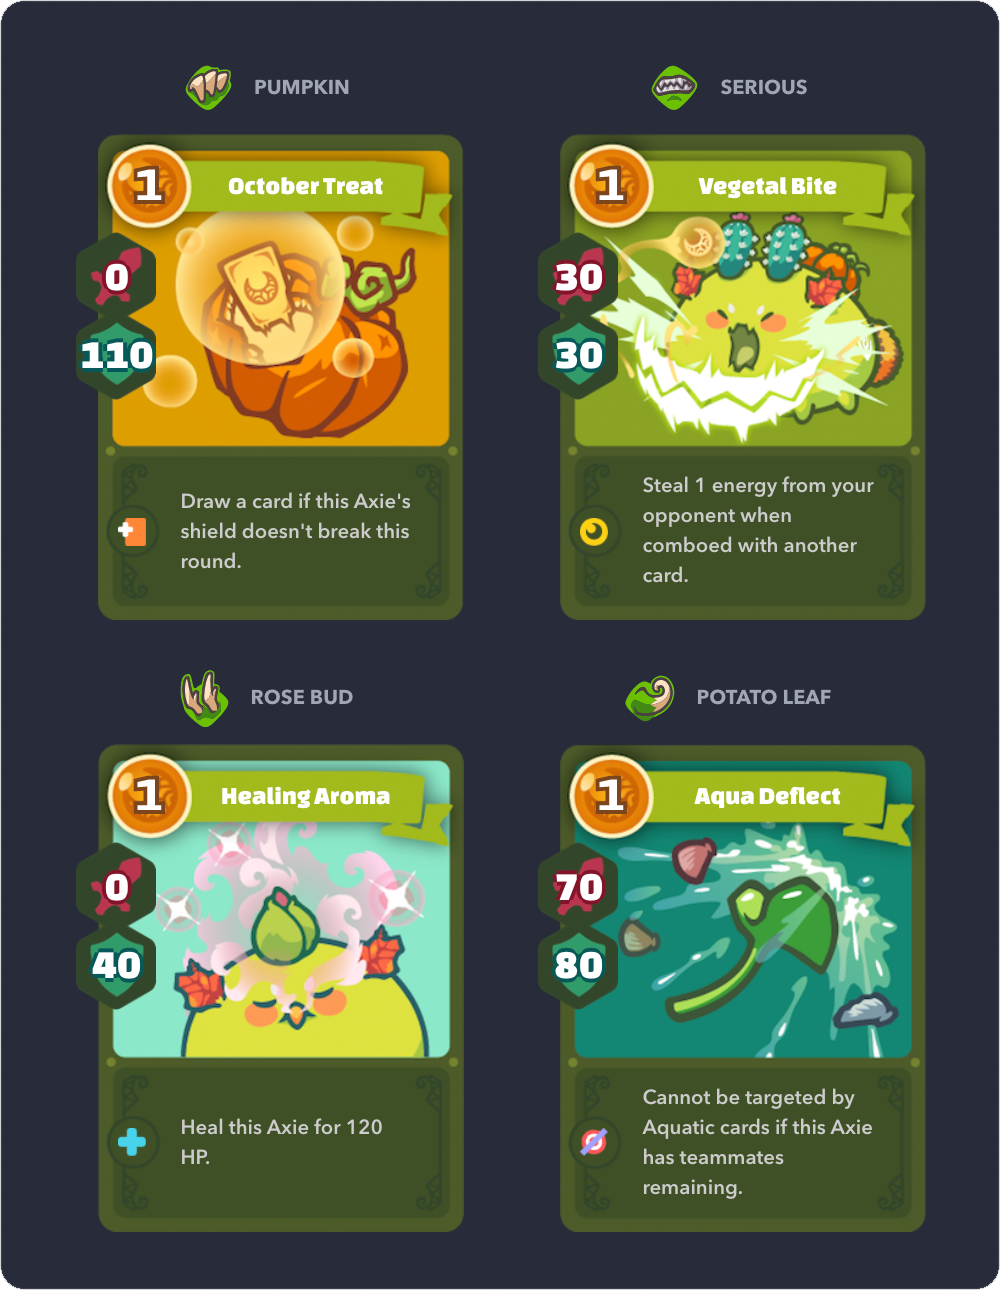 PUMPKIN
SERIOUS
1
October Treat
0
110
Draw a card if this Axie's
shield doesn't break this
round.
1
Vegetal Bite
30
30
Steal 1 energy from your
opponent when
comboed with another
card.
ROSE BUD
POTATO LEAF
1
Healing Aroma
0
40
Heal this Axie for 120
HP.
1
Aqua Deflect
70
80
Cannot be targeted by
Aquatic cards if this Axie
has teammates
remaining.